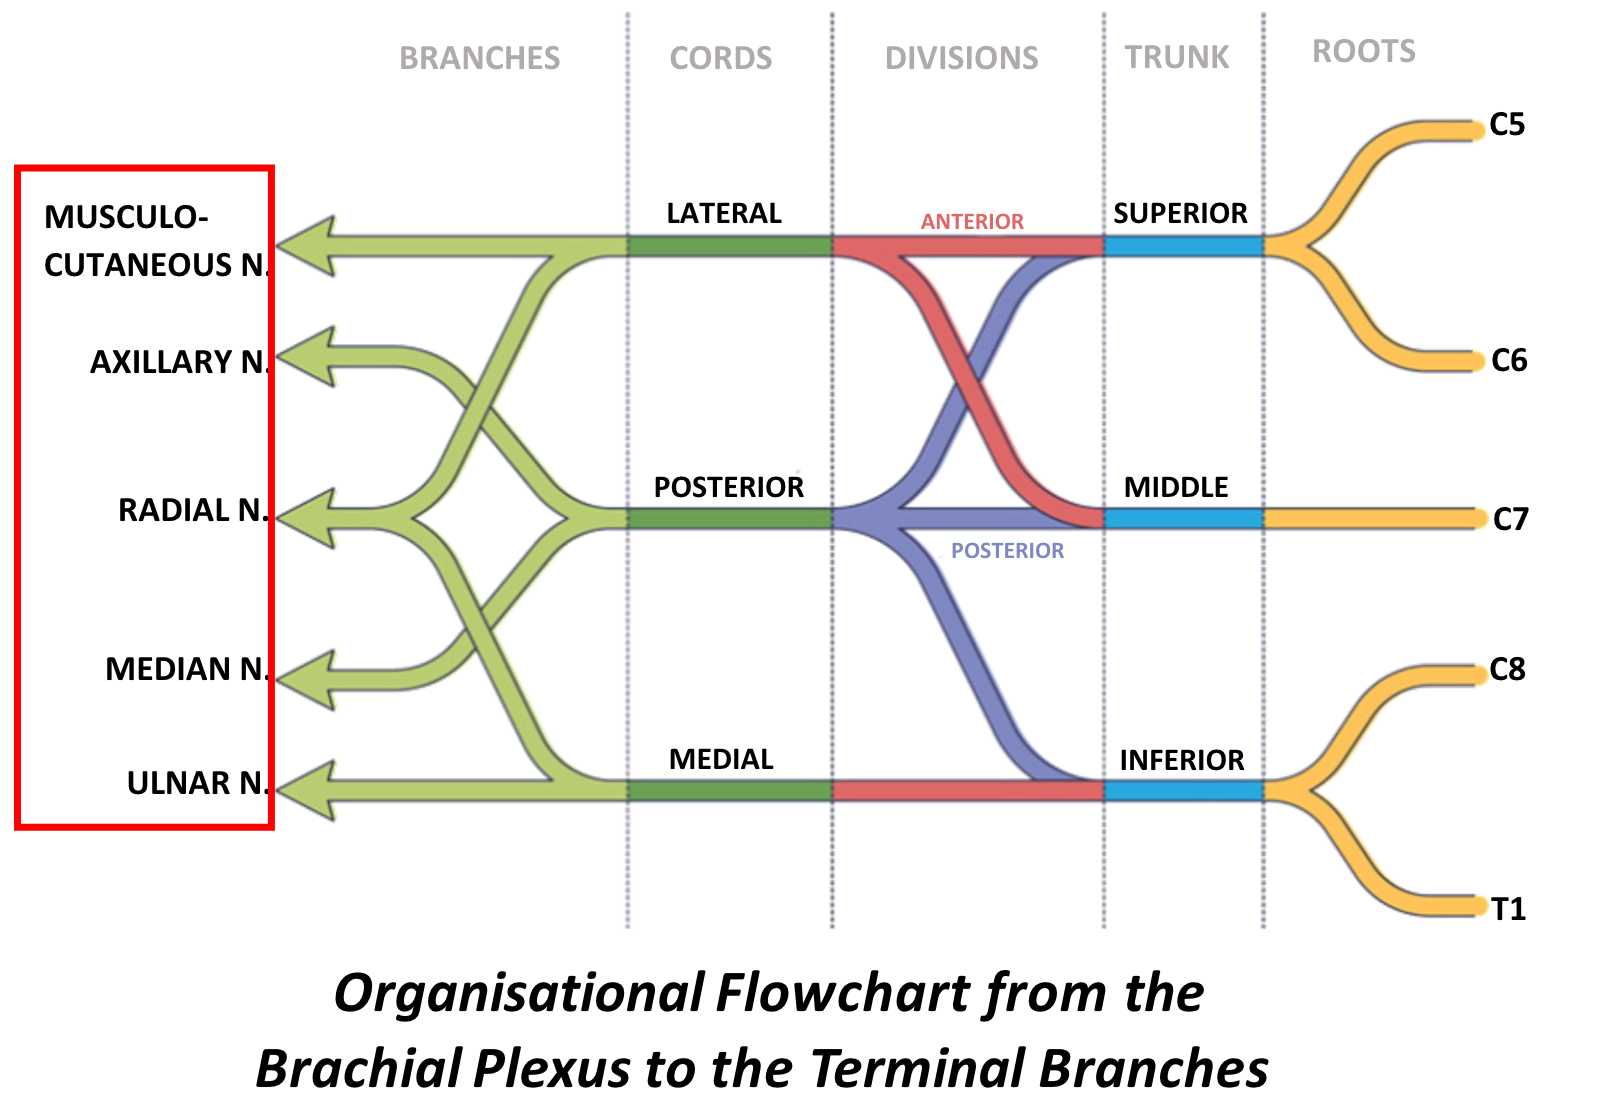 BRANCHES CORDS DIVISIONS TRUNK ROOTS
C5
MUSCULO-
CUTANEOUS N.
LATERAL
ANTERIOR
SUPERIOR
AXILLARY N.
C6
RADIAL N.
POSTERIOR
MIDDLE
C7
POSTERIOR
MEDIAN N.
C8
ULNAR N.
MEDIAL
INFERIOR
T1
Organisational Flowchart from the
Brachial Plexus to the Terminal Branches